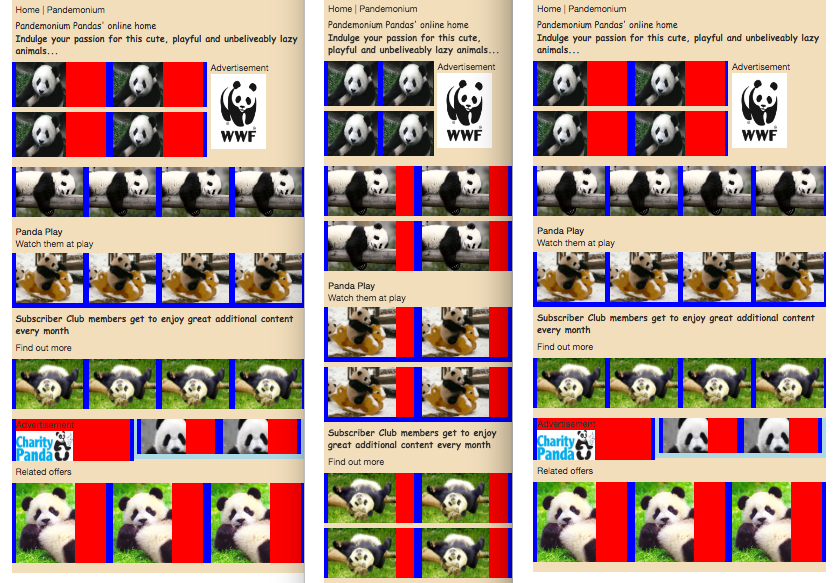 Home | Pandemonium
Pandemonium Pandas' online home
Indulge your passion for this cute, playful and unbeliveably lazy
animals...
Advertisement
WWF
Panda Play
Watch them at play
Subscriber Club members get to enjoy great additional content
every month
Find out more
Advertisement
Charity
Panda
Related offers
Home | Pandemonium
Pandemonium Pandas' online home
Indulge your passion for this cute,
playful and unbeliveably lazy animals...
Advertisement
WWF
Panda Play
Watch them at play
Subscriber Club members get to enjoy
great additional content every month
Find out more
Home | Pandemonium
Pandemonium Pandas' online home
Indulge your passion for this cute, playful and unbeliveably lazy
animals...
Advertisement
WWF
Panda Play
Watch them at play
Subscriber Club members get to enjoy great additional content
every month
Find out more
Advertisement
Charity
Panda
Related offers